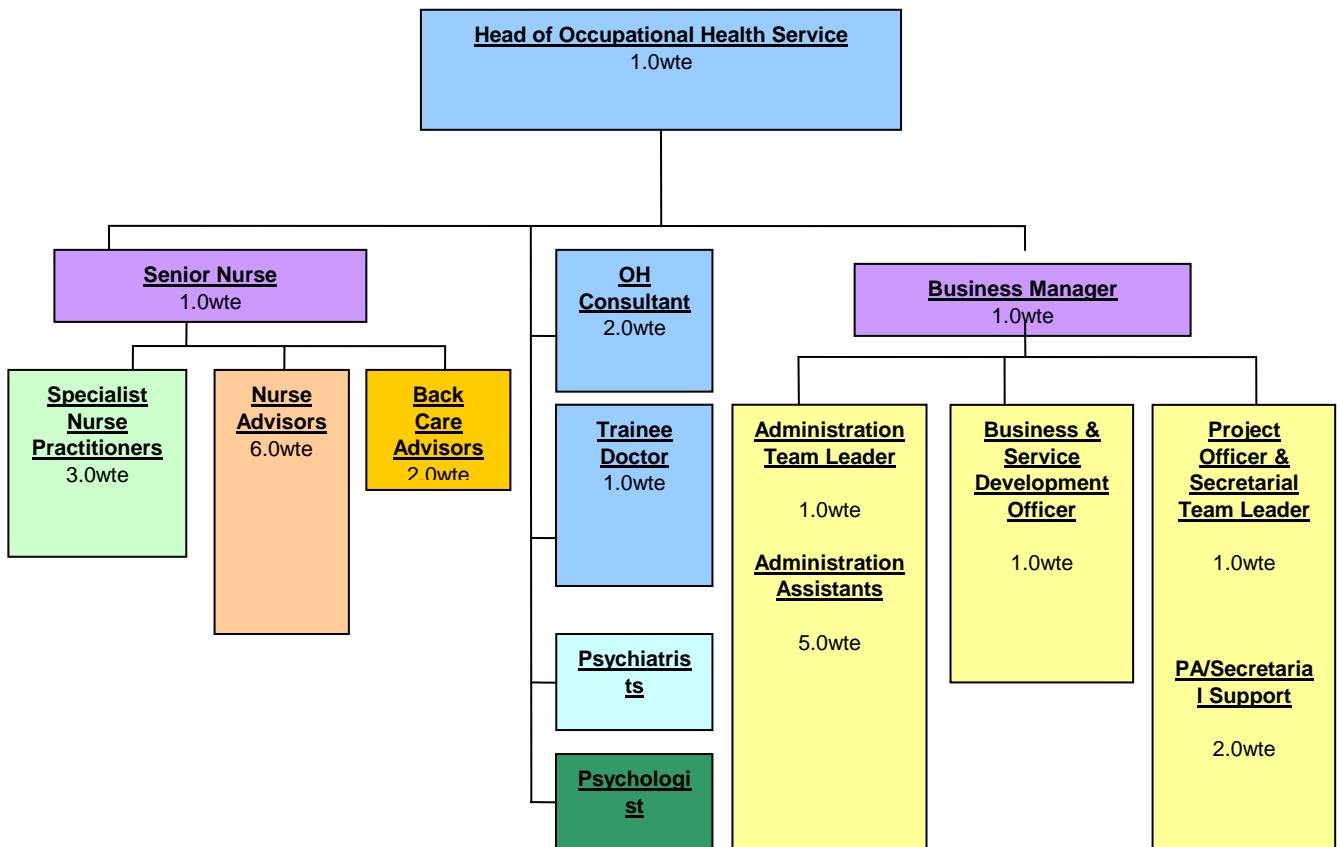 Head of Occupational Health Service
1.0wte
Senior Nurse
1.0wte
Specialist
Nurse
Practitioners
3.0wte
Nurse
Advisors
6.0wte
Back
Care
Advisors
2.0wte
OH
Consultant
2.0wte
Trainee
Doctor
1.0wte
Psychiatris
ts
Psychologi
st
Business Manager
1.0wte
Administration
Team Leader
1.0wte
Administration
Assistants
5.0wte
Business &
Service
Development
Officer
1.0wte
Project
Officer &
Secretarial
Team Leader
1.0wte
PA/Secretaria
l Support
2.0wte